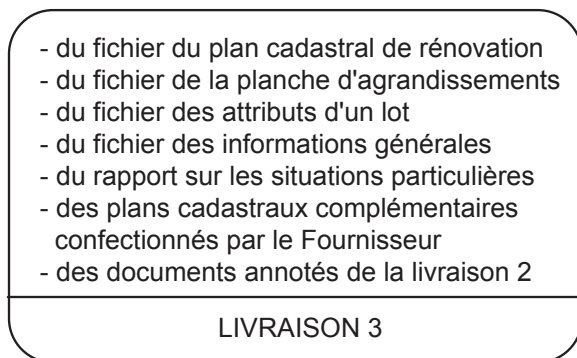 - du fichier du plan cadastral de rénovation
- du fichier de la planche d'agrandissements
- du fichier des attributs d'un lot
- du fichier des informations générales
- du rapport sur les situations particulières
- des plans cadastraux complémentaires
confectionnés par le Fournisseur
- des documents annotés de la livraison 2
LIVRAISON 3